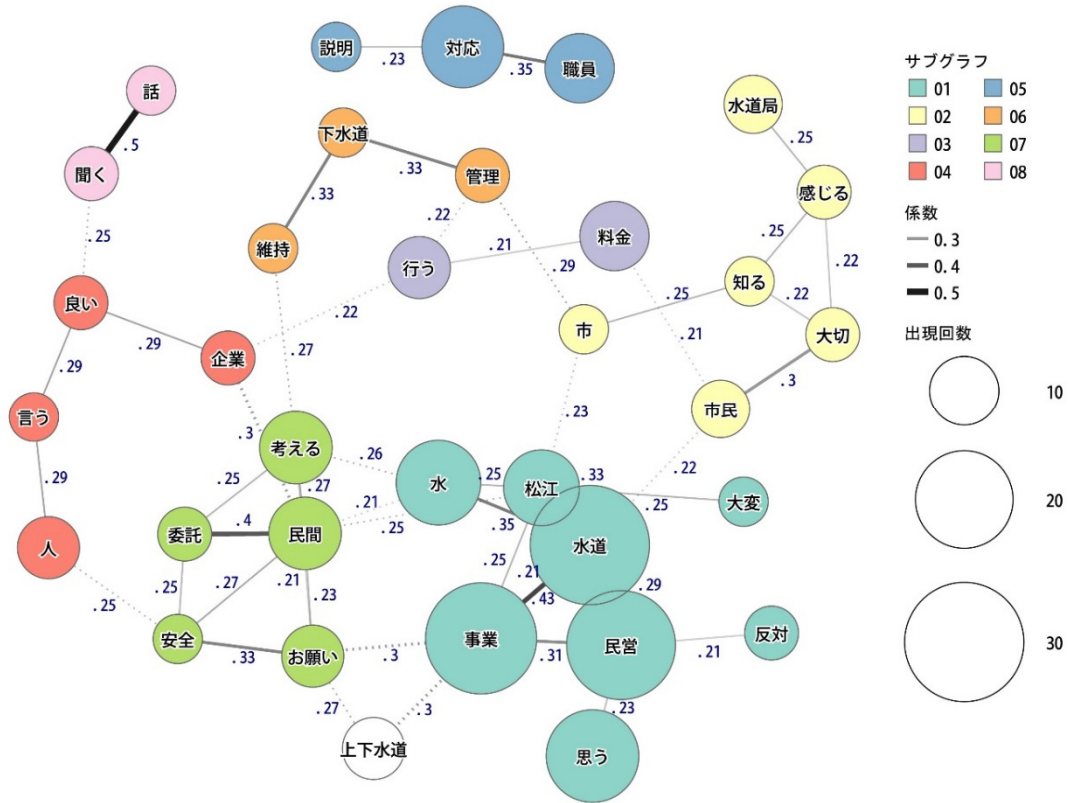 説明
.23
対応
.35
職員
話
.5
聞く
.25
良い
.29
企業
.29
言う
.29
人
.25
下水道
.33
管理
.33
維持
.22
.29
行う
.21
料金
.22
.27
.21
水道局
.25
感じる
.25
.22
知る
.22
.25
大切
市
.3
市民
.23
.22
.3
考える
.26
.25
.27
水
.25
松江
.33
.25
大変
.21
.25
.35
委託
.4
民間
水道
.25
.27
.21
.23
.25
.21
.43
.29
安全
.33
お願い
.3
事業
.31
民営
.21
反対
.27
.3
.23
上下水道
思う
サブグラフ
01 05
02 06
03 07
04 08
係数
0.3
0.4
0.5
出現回数
10
20
30